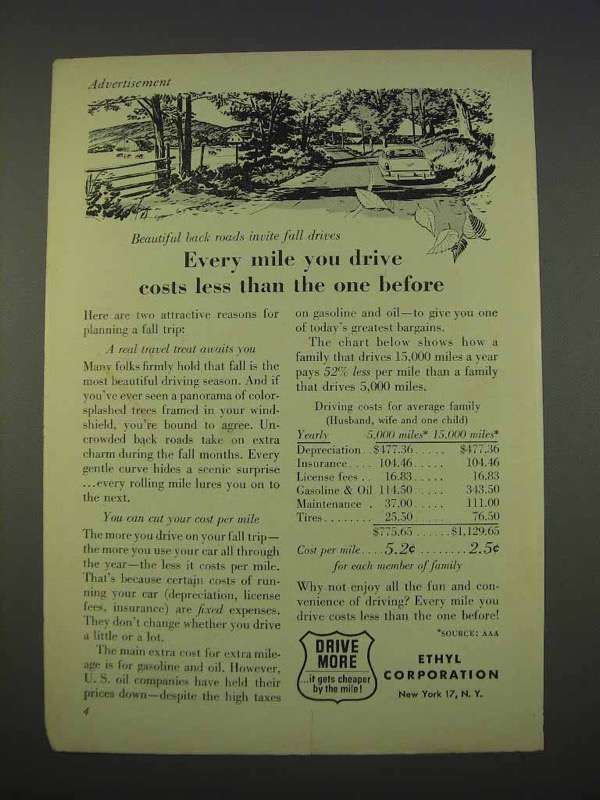 Advertisement
Beautiful back roads invite fall drives
Every mile you drive
costs less than the one before
Here are two attractive reasons for
planning a fall trip:
A real travel treat awaits you
Many folks firmly hold that fall is the
most beautiful driving season. And if
you've ever seen a panorama of color-
splashed trees framed in your wind-
shield, you're bound to agree. Un-
crowded back roads take on extra
charm during the fall months. Every
gentle curve hides a scenic surprise
...every rolling mile lures you on to
the next.
You can cut your cost per mile
The more you drive on your fall trip—
the more you use your car all through
the year—the less it costs per mile.
That's because certain costs of run-
ning your car (depreciation, license
fees, insurance) are fixed expenses.
They don't change whether you drive
a little or a lot.
The main extra cost for extra mile-
age is for gasoline and oil. However,
U. S. oil companies have held their
prices down—despite the high taxes
on gasoline and oil—to give you one
of today's greatest bargains.
The chart below shows how a
family that drives 15,000 miles a year
pays 52% less per mile than a family
that drives 5,000 miles.
Driving costs for average family
(Husband, wife and one child)
Yearly 5,000 miles* 15,000 miles*
Depreciation . $477.36 ..... $477.36
Insurance .... 104.46 ..... 104.46
License fees .. 16.83 ..... 16.83
Gasoline & Oil 114.50 ..... 343.50
Maintenance . 37.00 ..... 111.00
Tires ........ 25.50 ..... 76.50
$775.65 ..... $1,129.65
Cost per mile .... 5.2¢ ........ 2.5¢
for each member of family
Why not enjoy all the fun and con-
venience of driving? Every mile you
drive costs less than the one before!
*SOURCE: AAA
DRIVE
MORE
...it gets cheaper
by the mile!
ETHYL
CORPORATION
New York 17, N. Y.
4